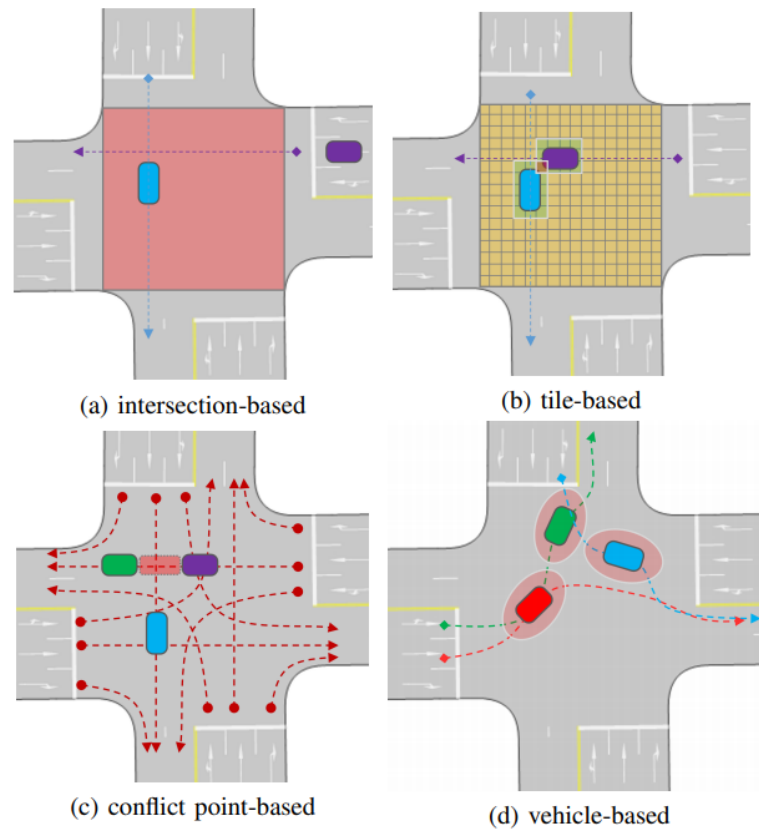 (a) intersection-based
(b) tile-based
(c) conflict point-based
(d) vehicle-based